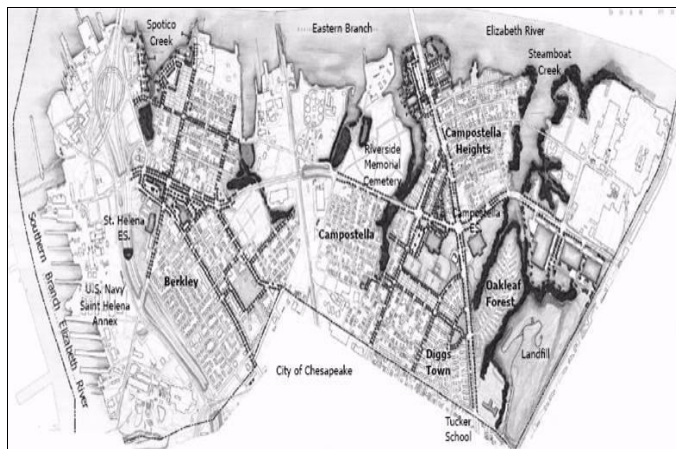 Spotico
Creek
Eastern Branch
Elizabeth River
Steamboat
Creek
Campostella
Heights
Riverside
Memorial
Cemetery
St. Helena
ES.
Campostella
ES.
Campostella
Berkley
Oakleaf
Forest
U.S. Navy
Saint Helena
Annex
Southern Branch Elizabeth River
Diggs
Town
Landfill
City of Chesapeake
Tucker
School